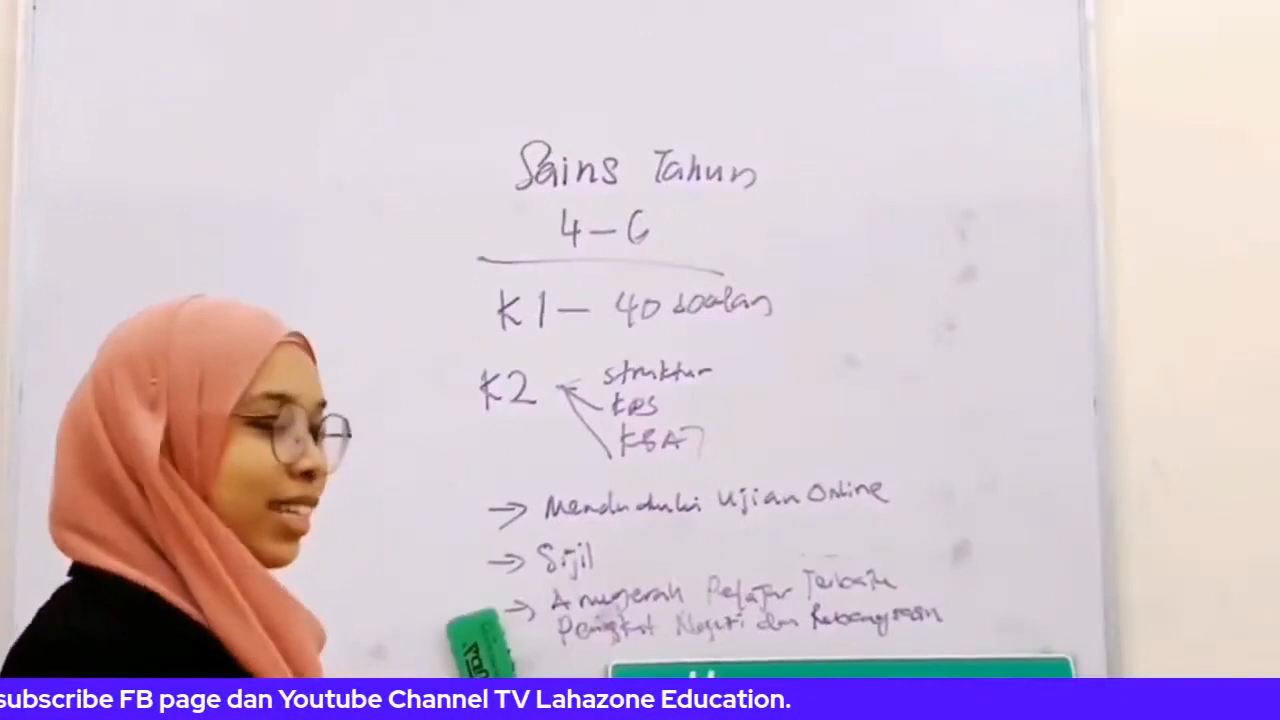 Sains Tahun
4-6
K1 - 40 soalan
K2
struktur
KPS
KBAT
→ Menduduki Ujian Online
→ Sijil
→ Anugerah Pelajar Terbaik
Peringkat Negeri dan Kebangsaan
subscribe FB page dan Youtube Channel TV Lahazone Education.